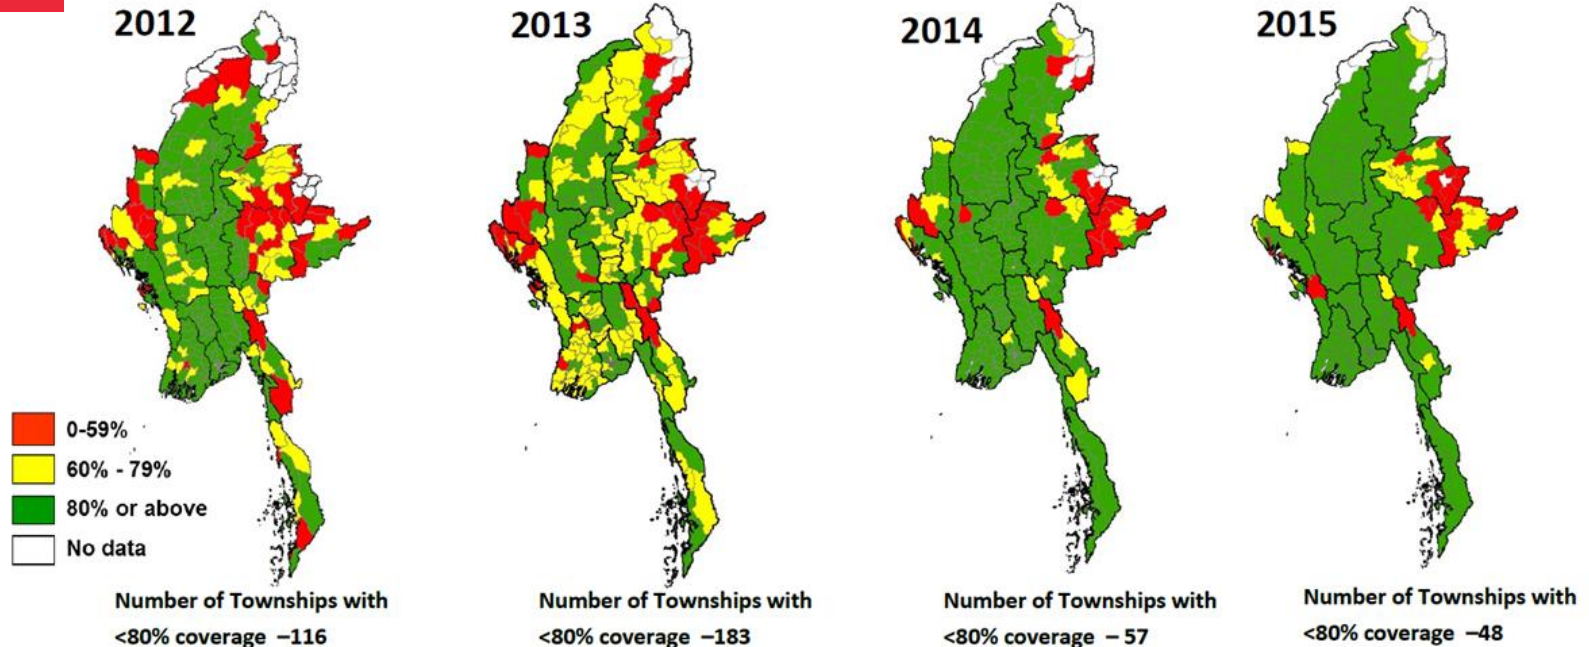 2012
2013
2014
2015
0-59%
60% - 79%
80% or above
No data
Number of Townships with
<80% coverage –116
Number of Townships with
<80% coverage –183
Number of Townships with
<80% coverage – 57
Number of Townships with
<80% coverage –48